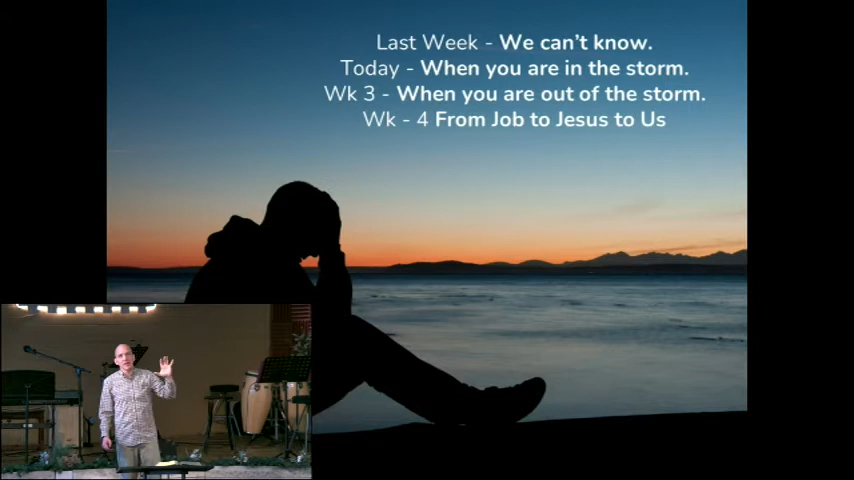 Last Week - We can't know.
Today - When you are in the storm.
Wk 3 - When you are out of the storm.
Wk - 4 From Job to Jesus to Us